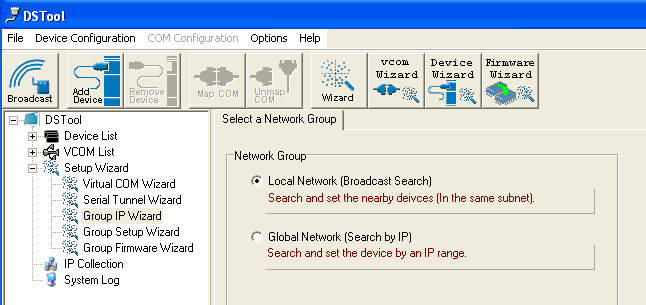 DSTool
File Device Configuration COM Configuration Options Help
Broadcast
Add Device
Remove Device
Map COM
Unmap COM
Wizard
vcom Wizard
Device Wizard
Firmware Wizard
DSTool
Device List
VCOM List
Setup Wizard
Virtual COM Wizard
Serial Tunnel Wizard
Group IP Wizard
Group Setup Wizard
Group Firmware Wizard
IP Collection
System Log
Select a Network Group
Network Group
Local Network (Broadcast Search)
Search and set the nearby deivces (In the same subnet).
Global Network (Search by IP)
Search and set the device by an IP range.